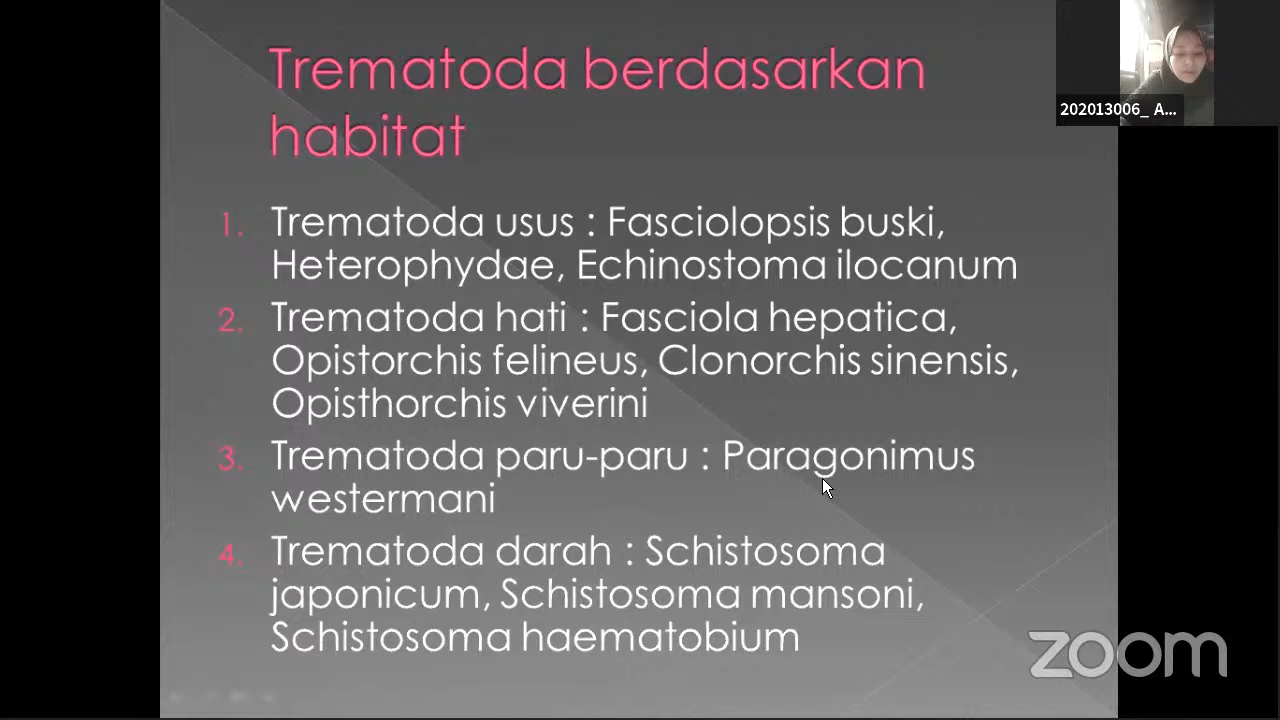 Trematoda berdasarkan
habitat
202013006_ A...
1. Trematoda usus : Fasciolopsis buski,
Heterophydae, Echinostoma ilocanum
2. Trematoda hati : Fasciola hepatica,
Opistorchis felineus, Clonorchis sinensis,
Opisthorchis viverini
3. Trematoda paru-paru : Paragonimus
westermani
4. Trematoda darah : Schistosoma
japonicum, Schistosoma mansoni,
Schistosoma haematobium
zoom